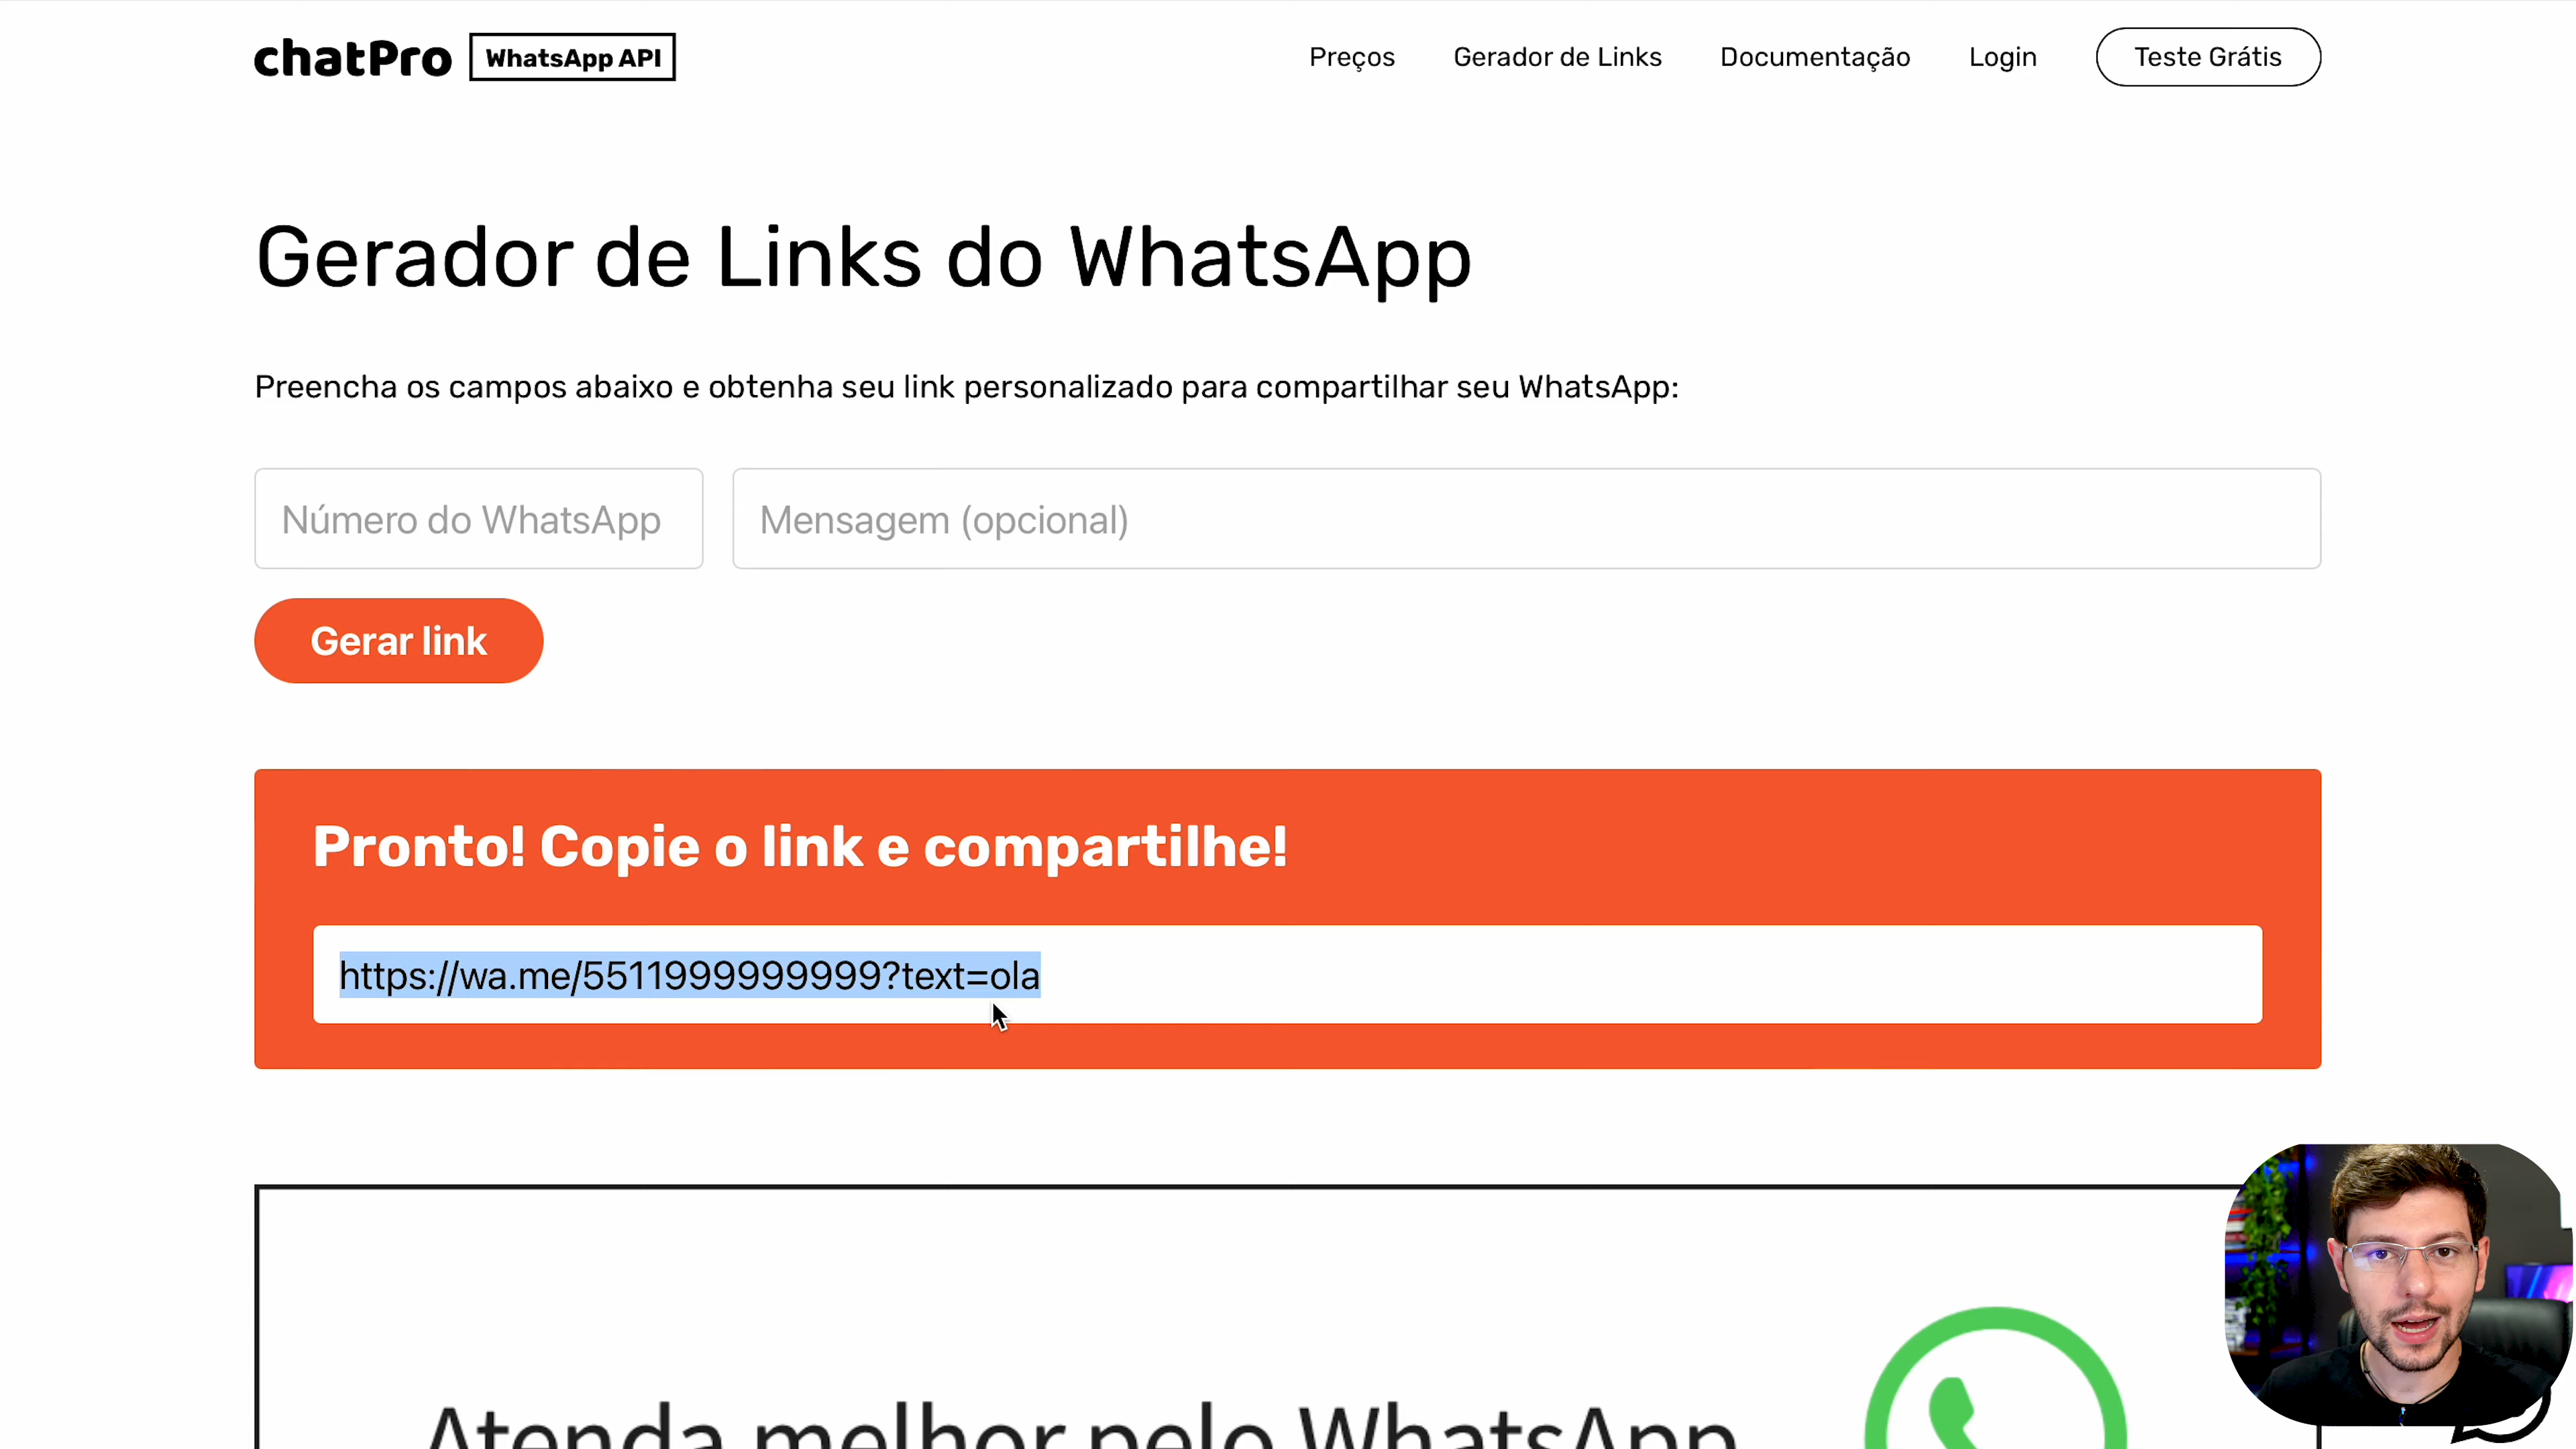 chatPro WhatsApp API Preços Gerador de Links Documentação Login Teste Grátis
Gerador de Links do WhatsApp
Preencha os campos abaixo e obtenha seu link personalizado para compartilhar seu WhatsApp:
Número do WhatsApp Mensagem (opcional)
Gerar link
Pronto! Copie o link e compartilhe!
https://wa.me/5511999999999?text=ola
Atenda melhor pelo WhatsApp